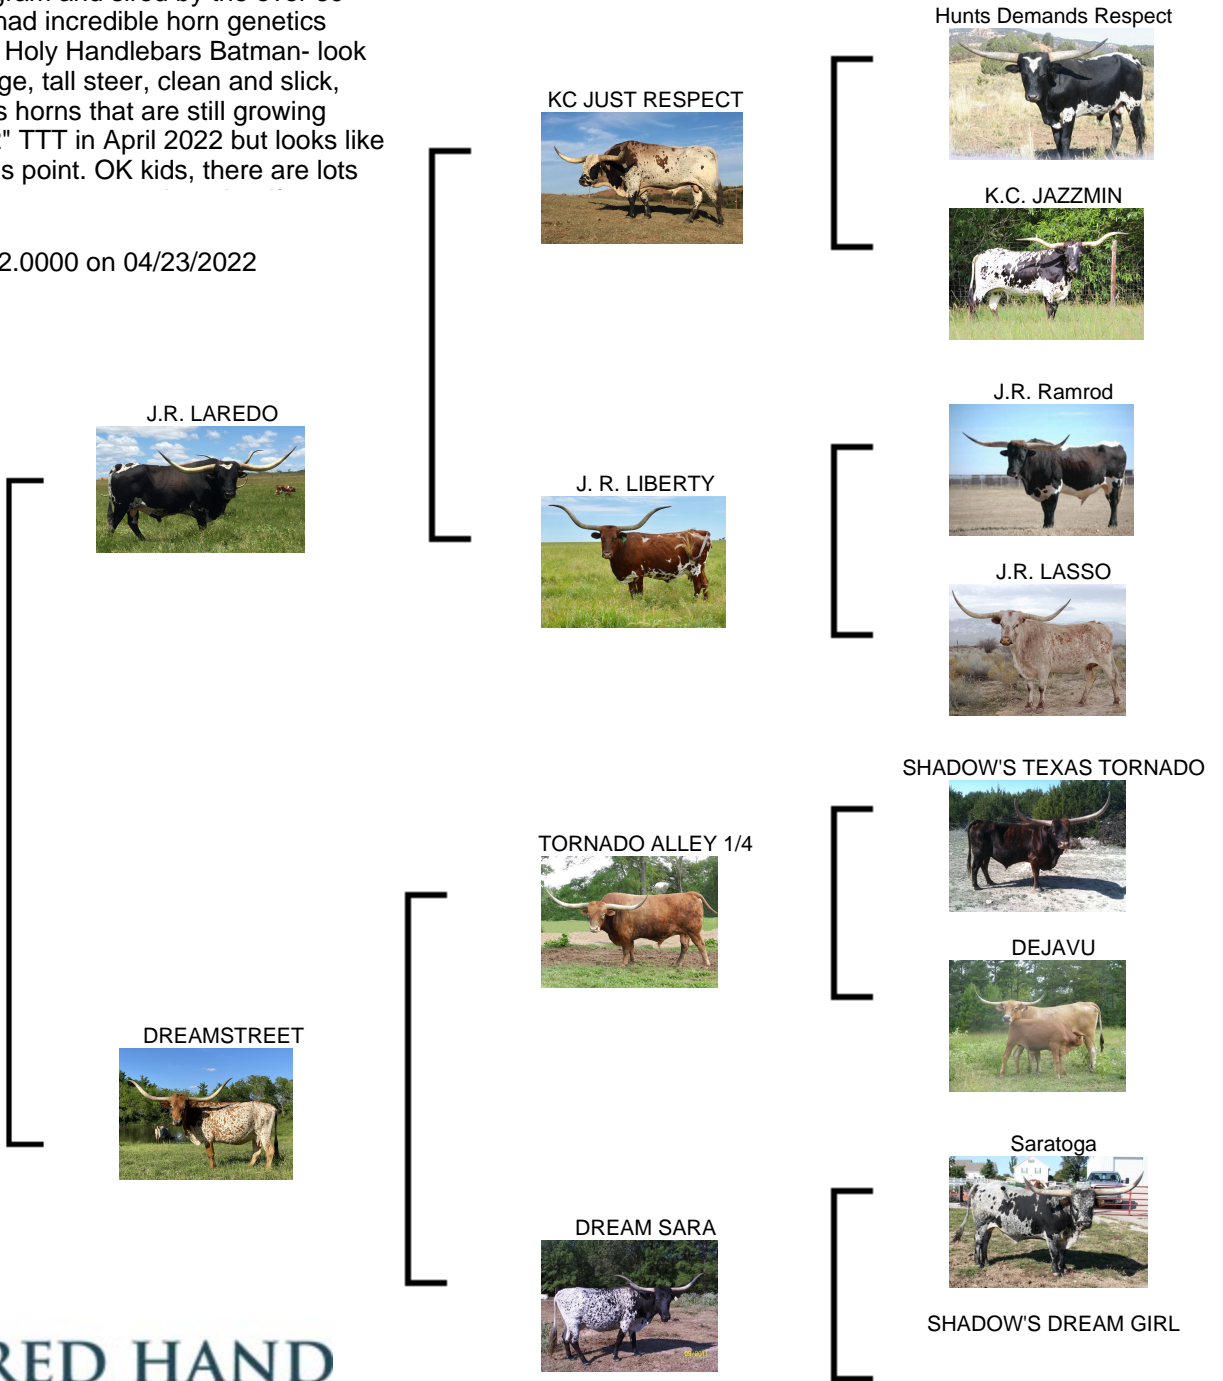 had incredible horn genetics
Holy Handlebars Batman- look
ge, tall steer, clean and slick,
s horns that are still growing
" TTT in April 2022 but looks like
s point. OK kids, there are lots
2.0000 on 04/23/2022
Hunts Demands Respect
KC JUST RESPECT
K.C. JAZZMIN
J.R. LAREDO
J.R. Ramrod
J. R. LIBERTY
J.R. LASSO
SHADOW'S TEXAS TORNADO
TORNADO ALLEY 1/4
DEJAVU
DREAMSTREET
Saratoga
DREAM SARA
SHADOW'S DREAM GIRL
RED HAND